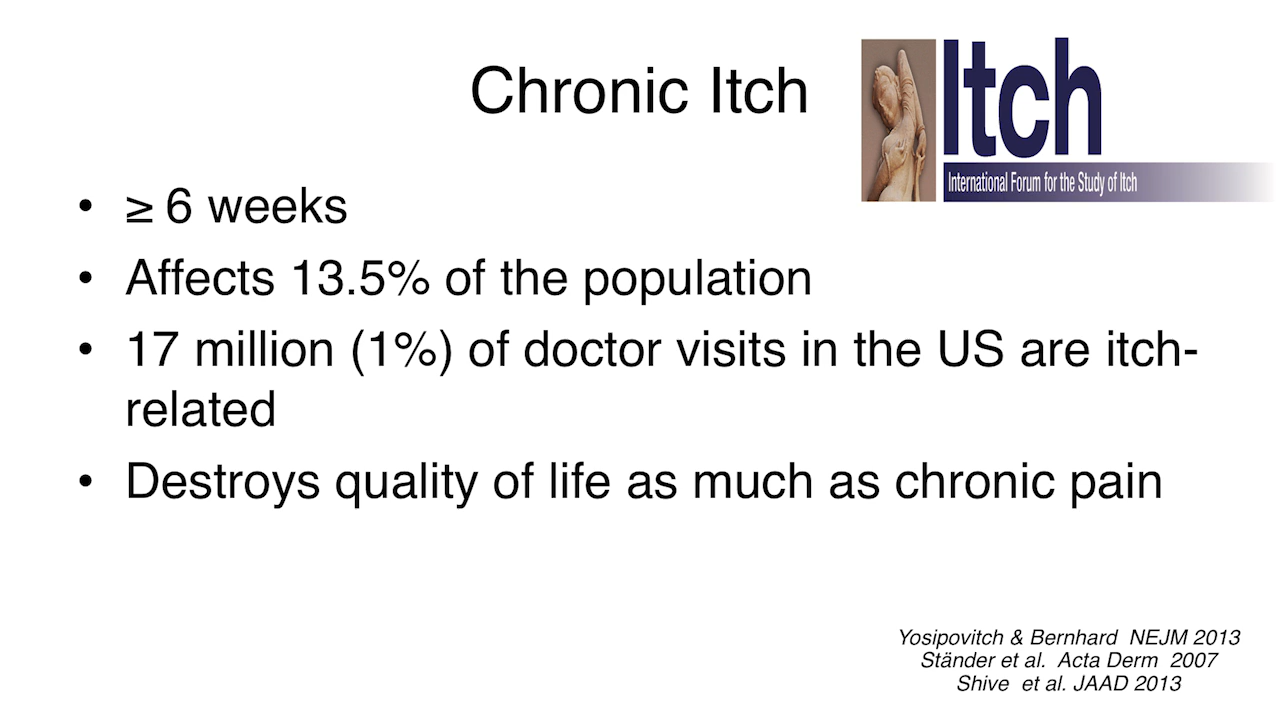 Chronic Itch
Itch
International Forum for the Study of Itch
• ≥ 6 weeks
• Affects 13.5% of the population
• 17 million (1%) of doctor visits in the US are itch-
related
• Destroys quality of life as much as chronic pain
Yosipovitch & Bernhard  NEJM 2013
Ständer et al.  Acta Derm  2007
Shive  et al. JAAD 2013